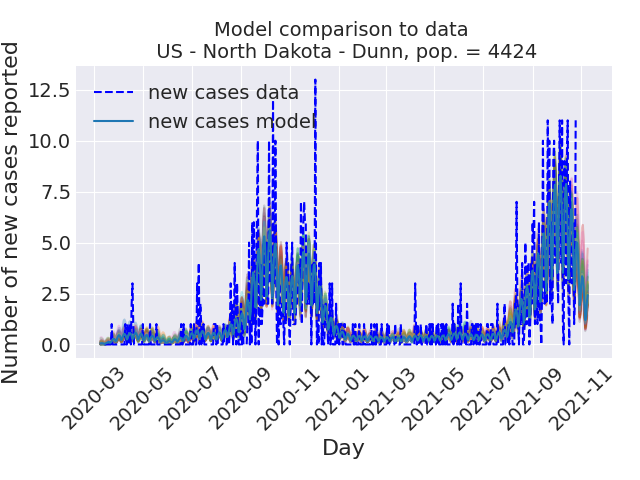 Model comparison to data
US - North Dakota - Dunn, pop. = 4424
Number of new cases reported
12.5
10.0
7.5
5.0
2.5
0.0
new cases data
new cases model
2020-03
2020-05
2020-07
2020-09
2020-11
2021-01
2021-03
2021-05
2021-07
2021-09
2021-11
Day